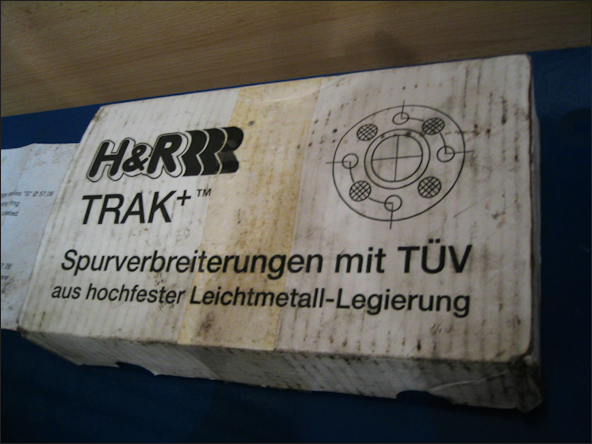 H&R
TRAK+™
Spurverbreiterungen mit TÜV
aus hochfester Leichtmetall-Legierung